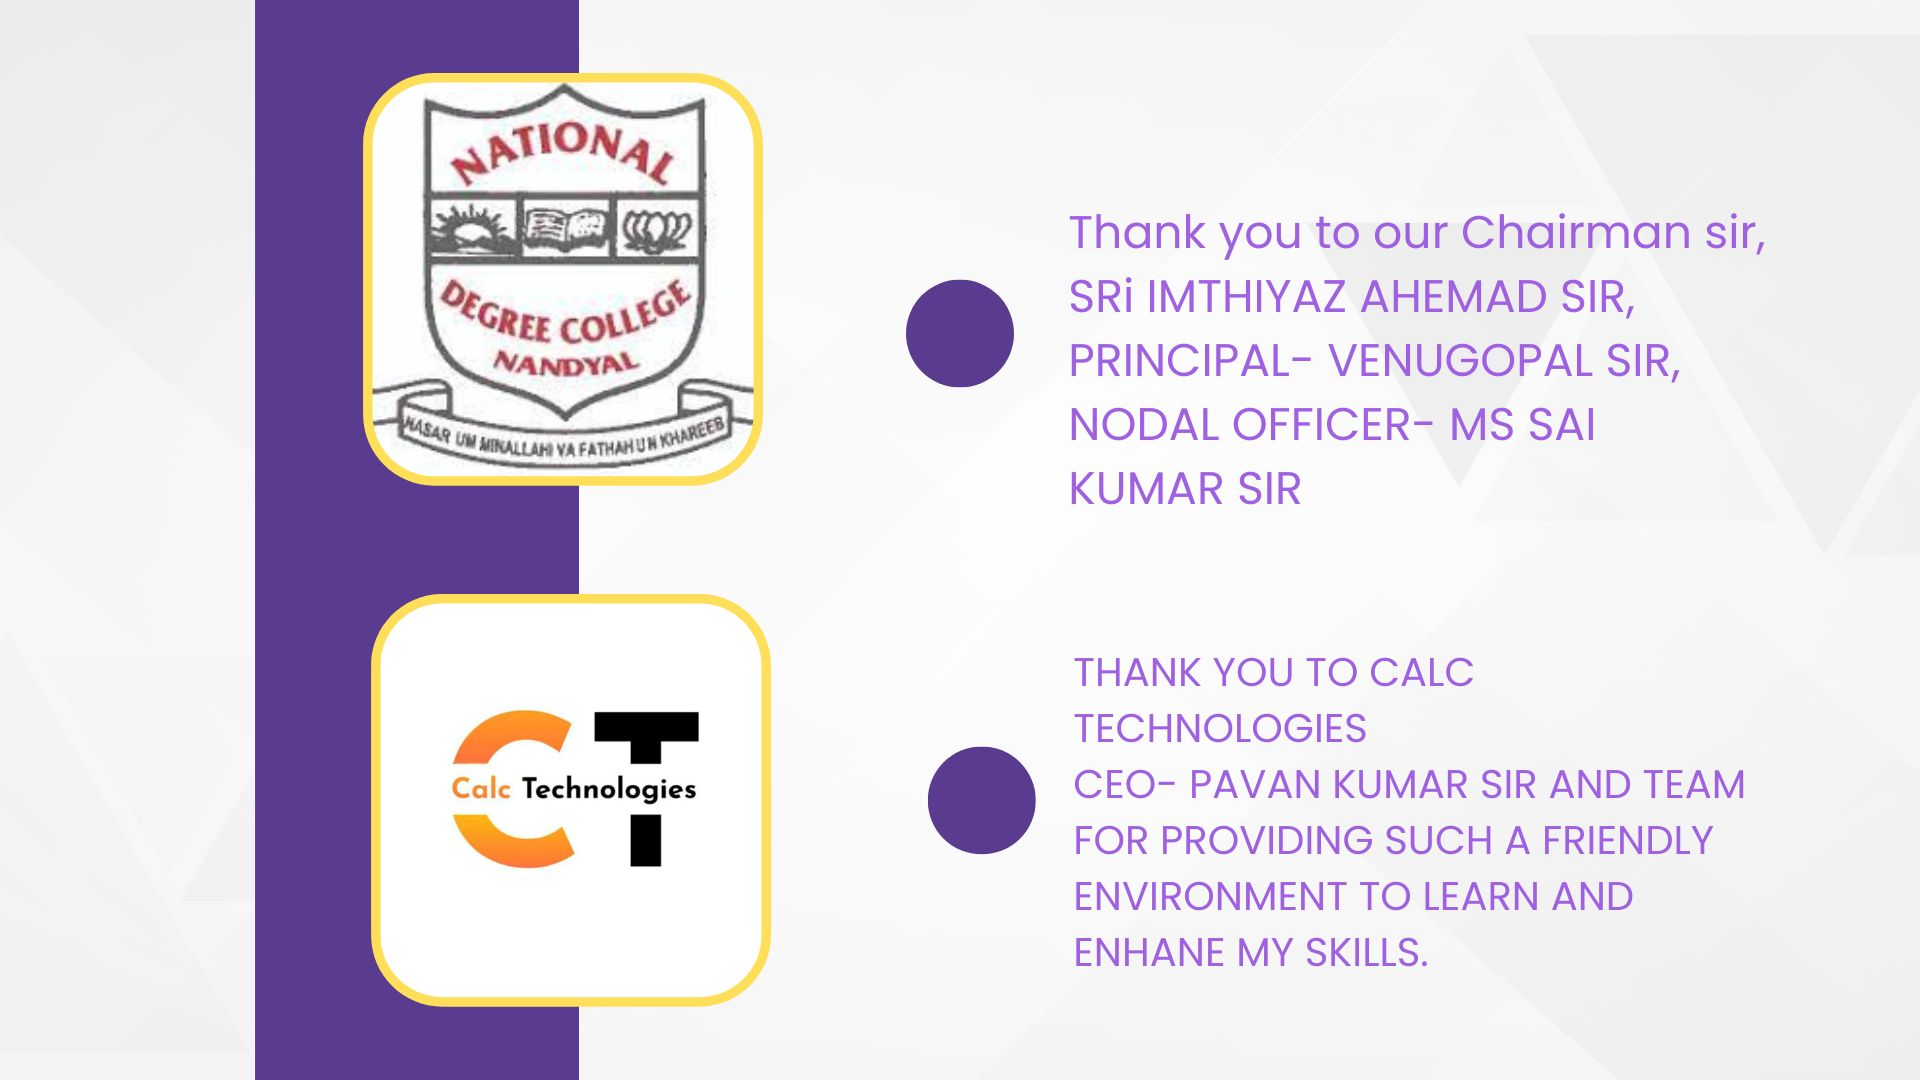 NATIONAL
DEGREE COLLEGE
NANDYAL
NASAR UM MINALLAHI VA FATHAH UN KHAREEB
Thank you to our Chairman sir,
SRi IMTHIYAZ AHEMAD SIR,
PRINCIPAL- VENUGOPAL SIR,
NODAL OFFICER- MS SAI
KUMAR SIR
CT
Calc Technologies
THANK YOU TO CALC
TECHNOLOGIES
CEO- PAVAN KUMAR SIR AND TEAM
FOR PROVIDING SUCH A FRIENDLY
ENVIRONMENT TO LEARN AND
ENHANE MY SKILLS.